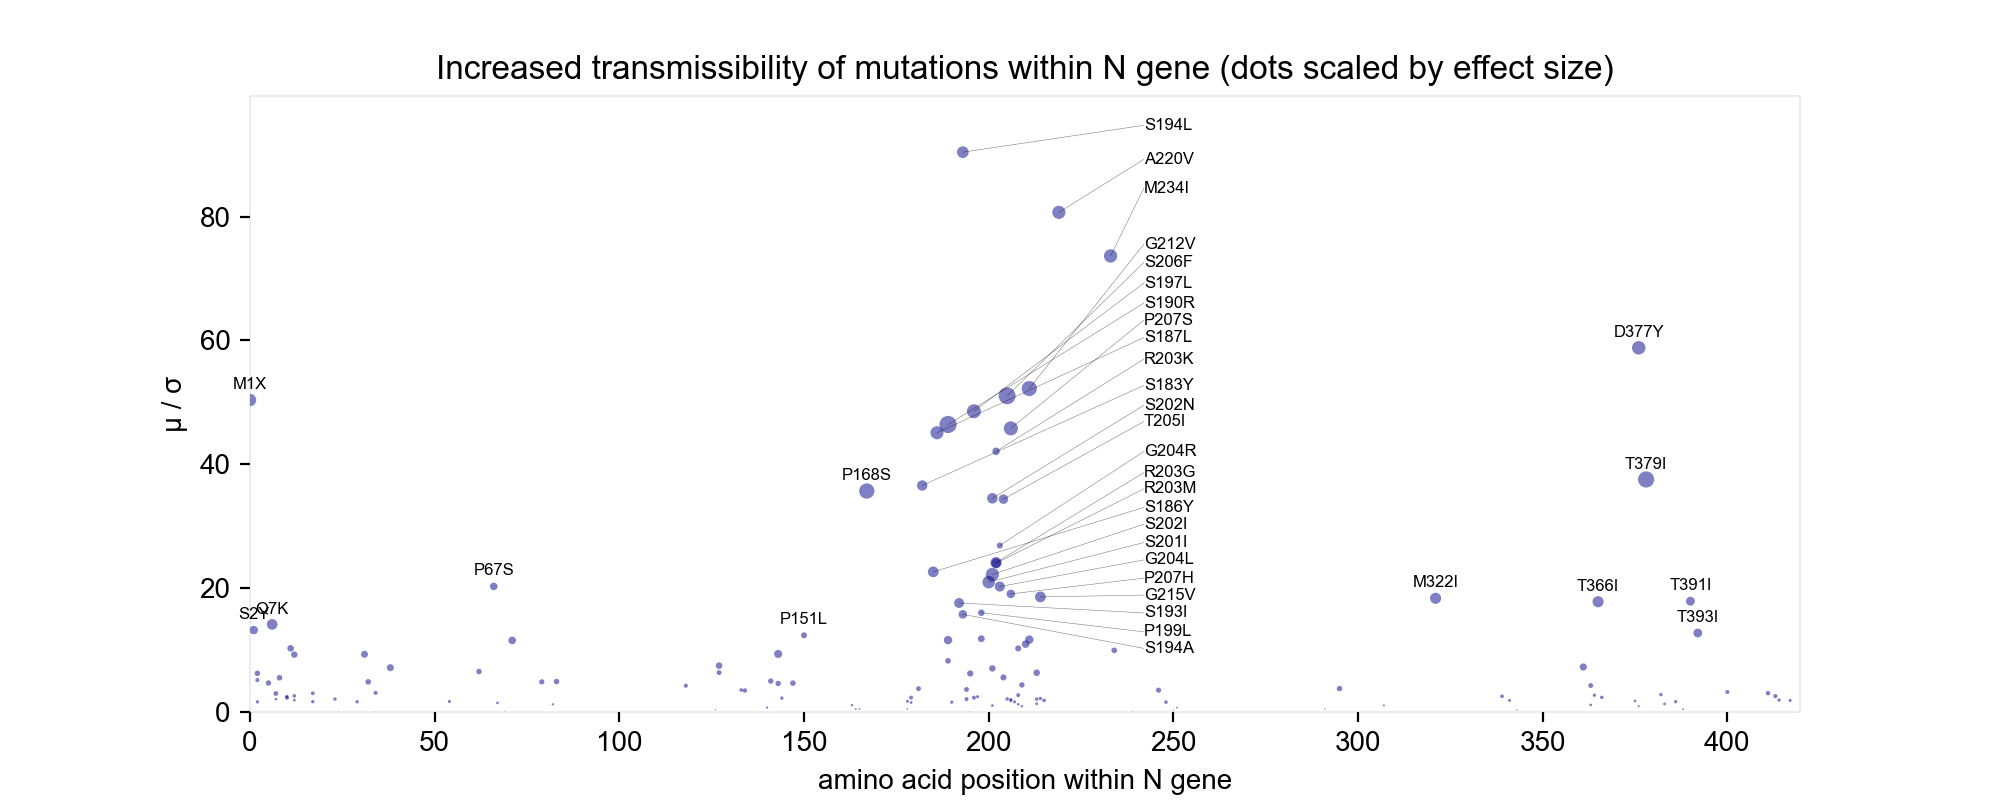 Increased transmissibility of mutations within N gene (dots scaled by effect size)
S194L
A220V
M234I
G212V
S206F
S197L
S190R
P207S
S187L
R203K
S183Y
S202N
T205I
G204R
R203G
R203M
S186Y
S202I
S201I
G204L
P207H
G215V
S193I
P199L
S194A
D377Y
T379I
M1X
P168S
P67S
S2Y
Q7K
P151L
M322I
T366I
T391I
T393I
µ / σ
80
60
40
20
0
0 50 100 150 200 250 300 350 400
amino acid position within N gene